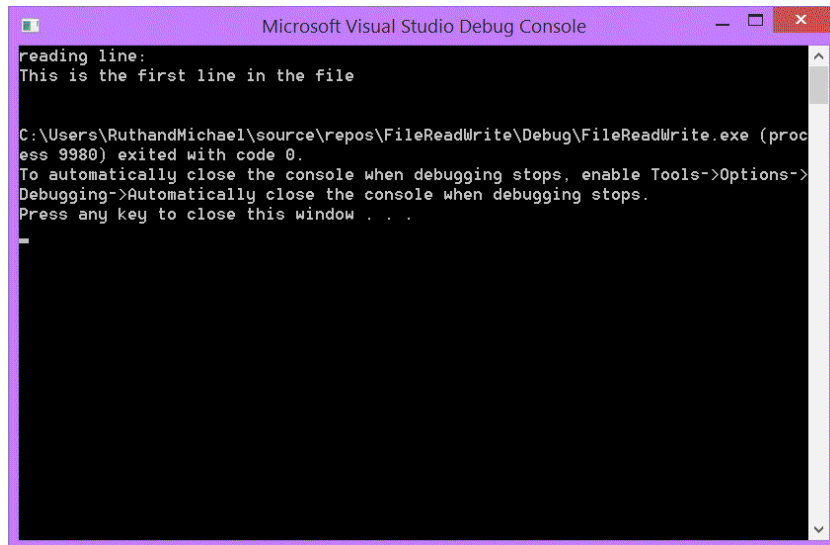 Microsoft Visual Studio Debug Console
reading line:
This is the first line in the file
C:\Users\RuthandMichael\source\repos\FileReadWrite\Debug\FileReadWrite.exe (proc
ess 9980) exited with code 0.
To automatically close the console when debugging stops, enable Tools->Options->
Debugging->Automatically close the console when debugging stops.
Press any key to close this window . . .